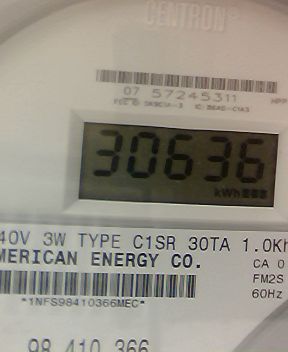 CENTRON®
07 57245311
30636
kWh
40V 3W TYPE C1SR 30TA 1.0Kh
MERICAN ENERGY CO.
CA 0
FM2S
60Hz
*1NFS98410366MEC*
98 410 366